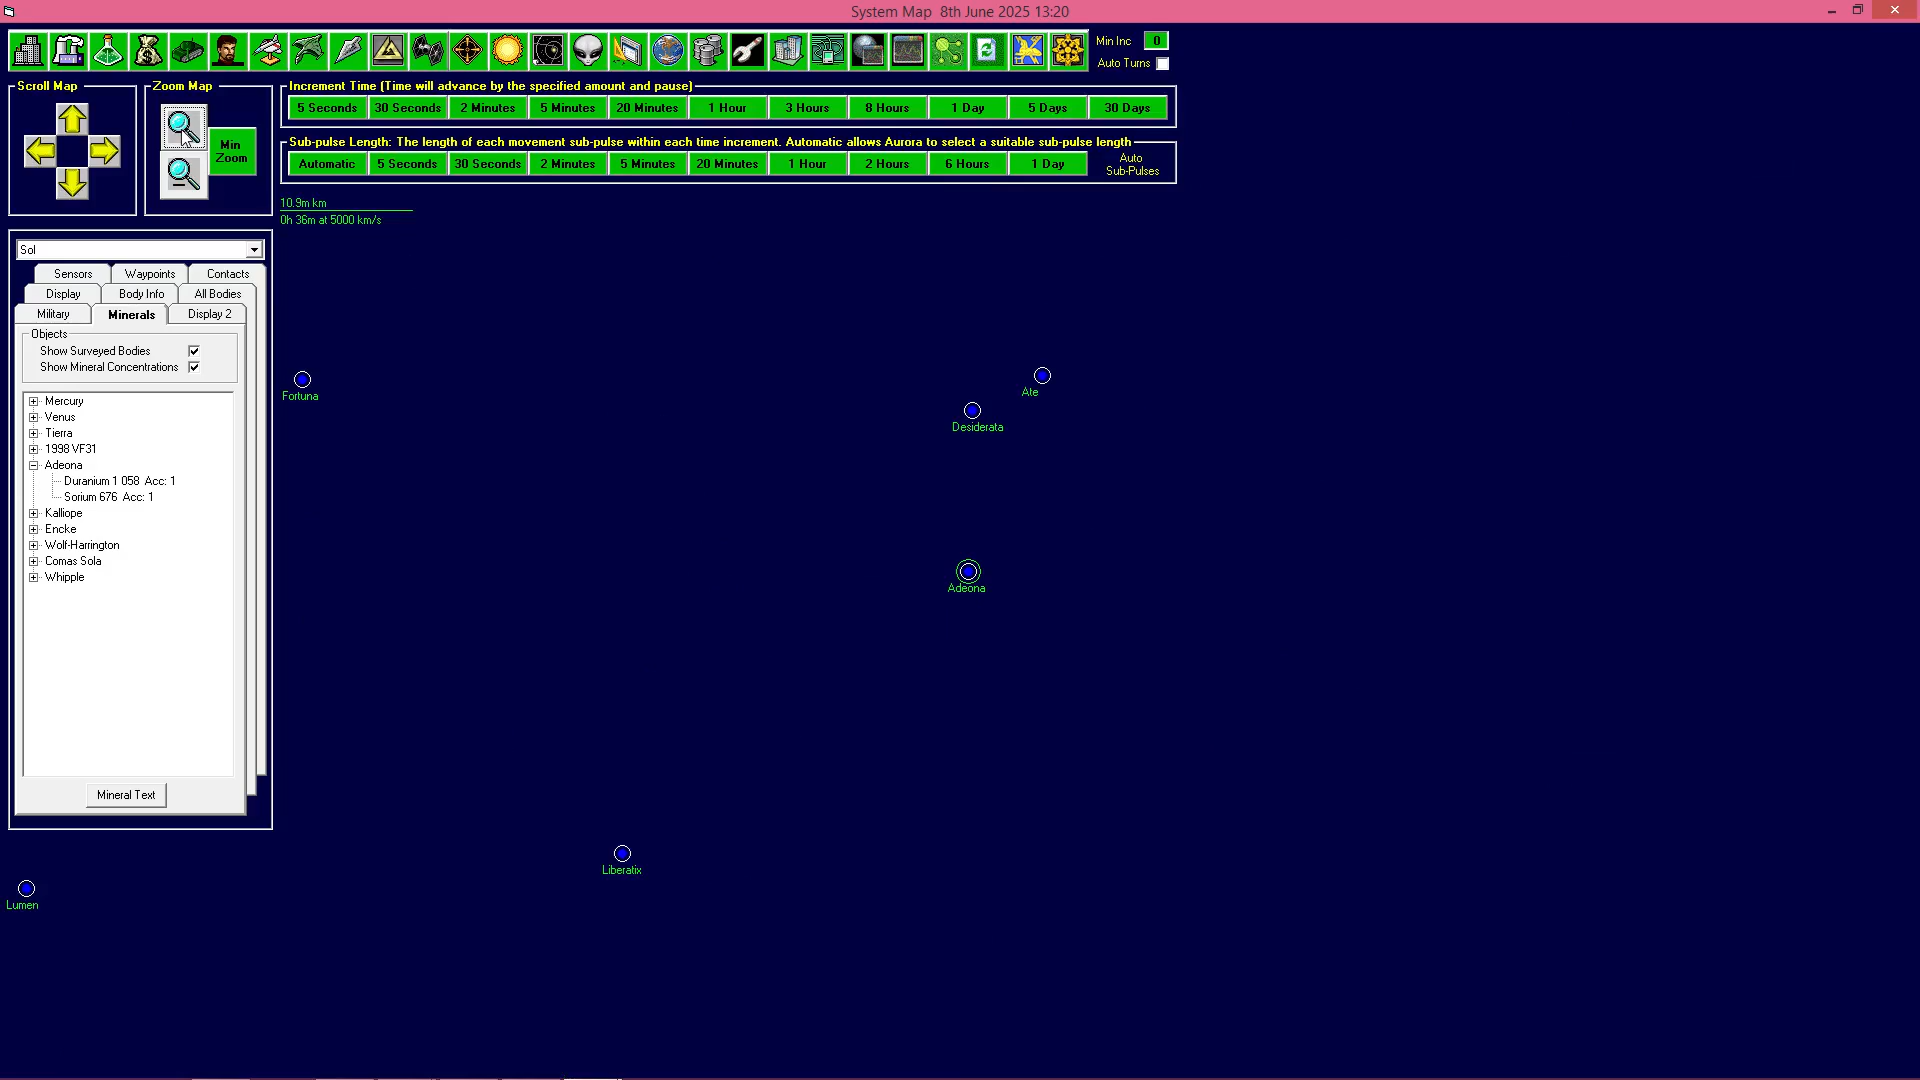 System Map 8th June 2025 13:20
Min Inc 0
Auto Turns
Scroll Map
Zoom Map
Min Zoom
Increment Time (Time will advance by the specified amount and pause)
5 Seconds 30 Seconds 2 Minutes 5 Minutes 20 Minutes 1 Hour 3 Hours 8 Hours 1 Day 5 Days 30 Days
Sub-pulse Length: The length of each movement sub-pulse within each time increment. Automatic allows Aurora to select a suitable sub-pulse length
Automatic 5 Seconds 30 Seconds 2 Minutes 5 Minutes 20 Minutes 1 Hour 2 Hours 6 Hours 1 Day
Auto
Sub-Pulses
10.9m km
0h 36m at 5000 km/s
Sol
Sensors Waypoints Contacts
Display Body Info All Bodies
Military Minerals Display 2
Objects
Show Surveyed Bodies
Show Mineral Concentrations
Mercury
Venus
Tierra
1998 VF31
Adeona
Duranium 1 058 Acc: 1
Sorium 676 Acc: 1
Kalliope
Encke
Wolf-Harrington
Comas Sola
Whipple
Mineral Text
Fortuna
Ate
Desiderata
Adeona
Liberatix
Lumen